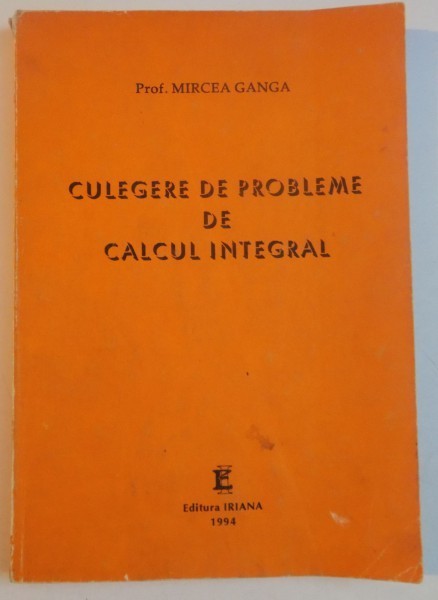 Prof. MIRCEA GANGA
CULEGERE DE PROBLEME
DE
CALCUL INTEGRAL
Editura IRIANA
1994